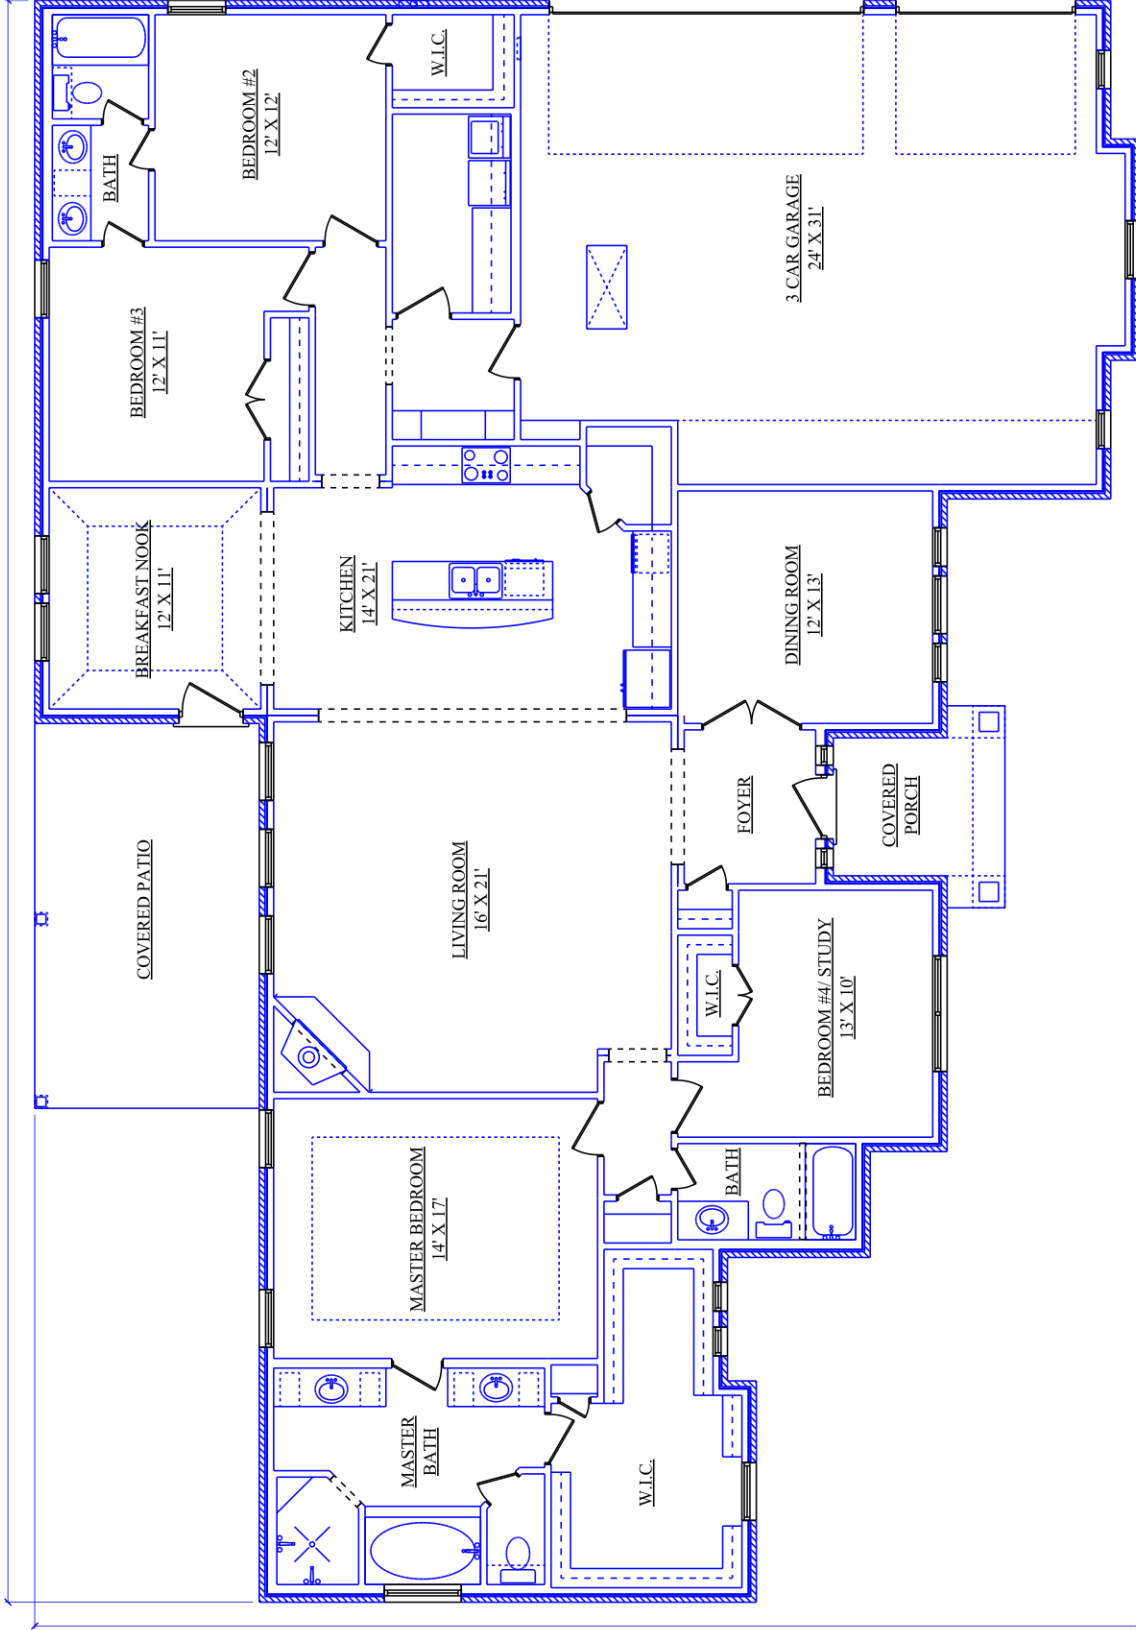 BREAKFAST NOOK
12' X 11'
BEDROOM #3
12' X 11'
BATH
BEDROOM #2
12' X 12'
W.I.C.
COVERED PATIO
KITCHEN
14' X 21'
LIVING ROOM
16' X 21'
3 CAR GARAGE
24' X 31'
DINING ROOM
12' X 13'
FOYER
COVERED
PORCH
W.I.C.
BEDROOM #4/ STUDY
13' X 10'
BATH
MASTER BEDROOM
14' X 17'
MASTER
BATH
W.I.C.